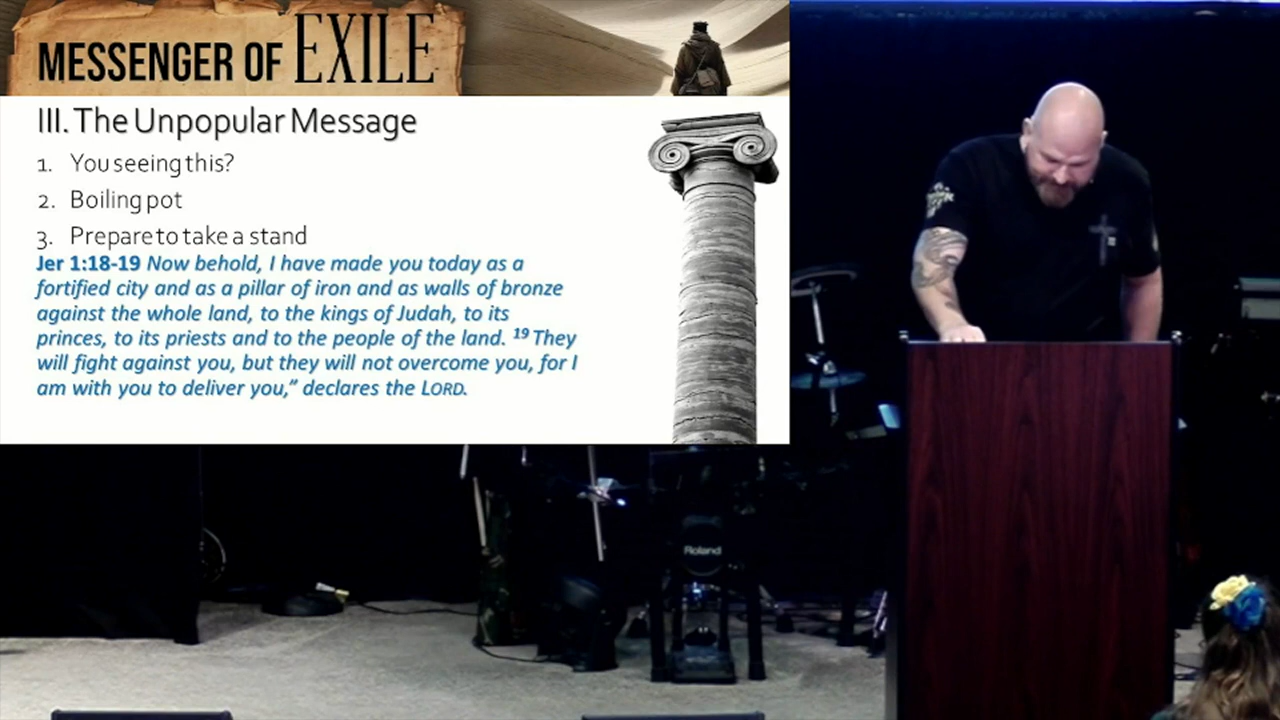 MESSENGER OF EXILE
III. The Unpopular Message
1. You seeing this?
2. Boiling pot
3. Prepare to take a stand
Jer 1:18-19 Now behold, I have made you today as a
fortified city and as a pillar of iron and as walls of bronze
against the whole land, to the kings of Judah, to its
princes, to its priests and to the people of the land. 19 They
will fight against you, but they will not overcome you, for I
am with you to deliver you,” declares the LORD.
Roland